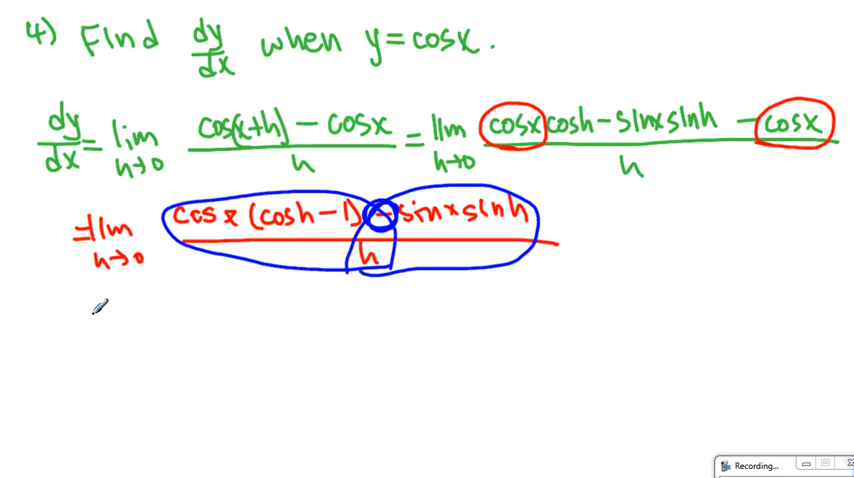 4) Find dy/dx when y = cosx.
dy/dx = lim h→0 cos(x+h) − cosx / h = lim h→0 cosx cosh − sinx sinh − cosx / h
= lim h→0 cosx (cosh − 1) − sinx sinh / h
Recording...